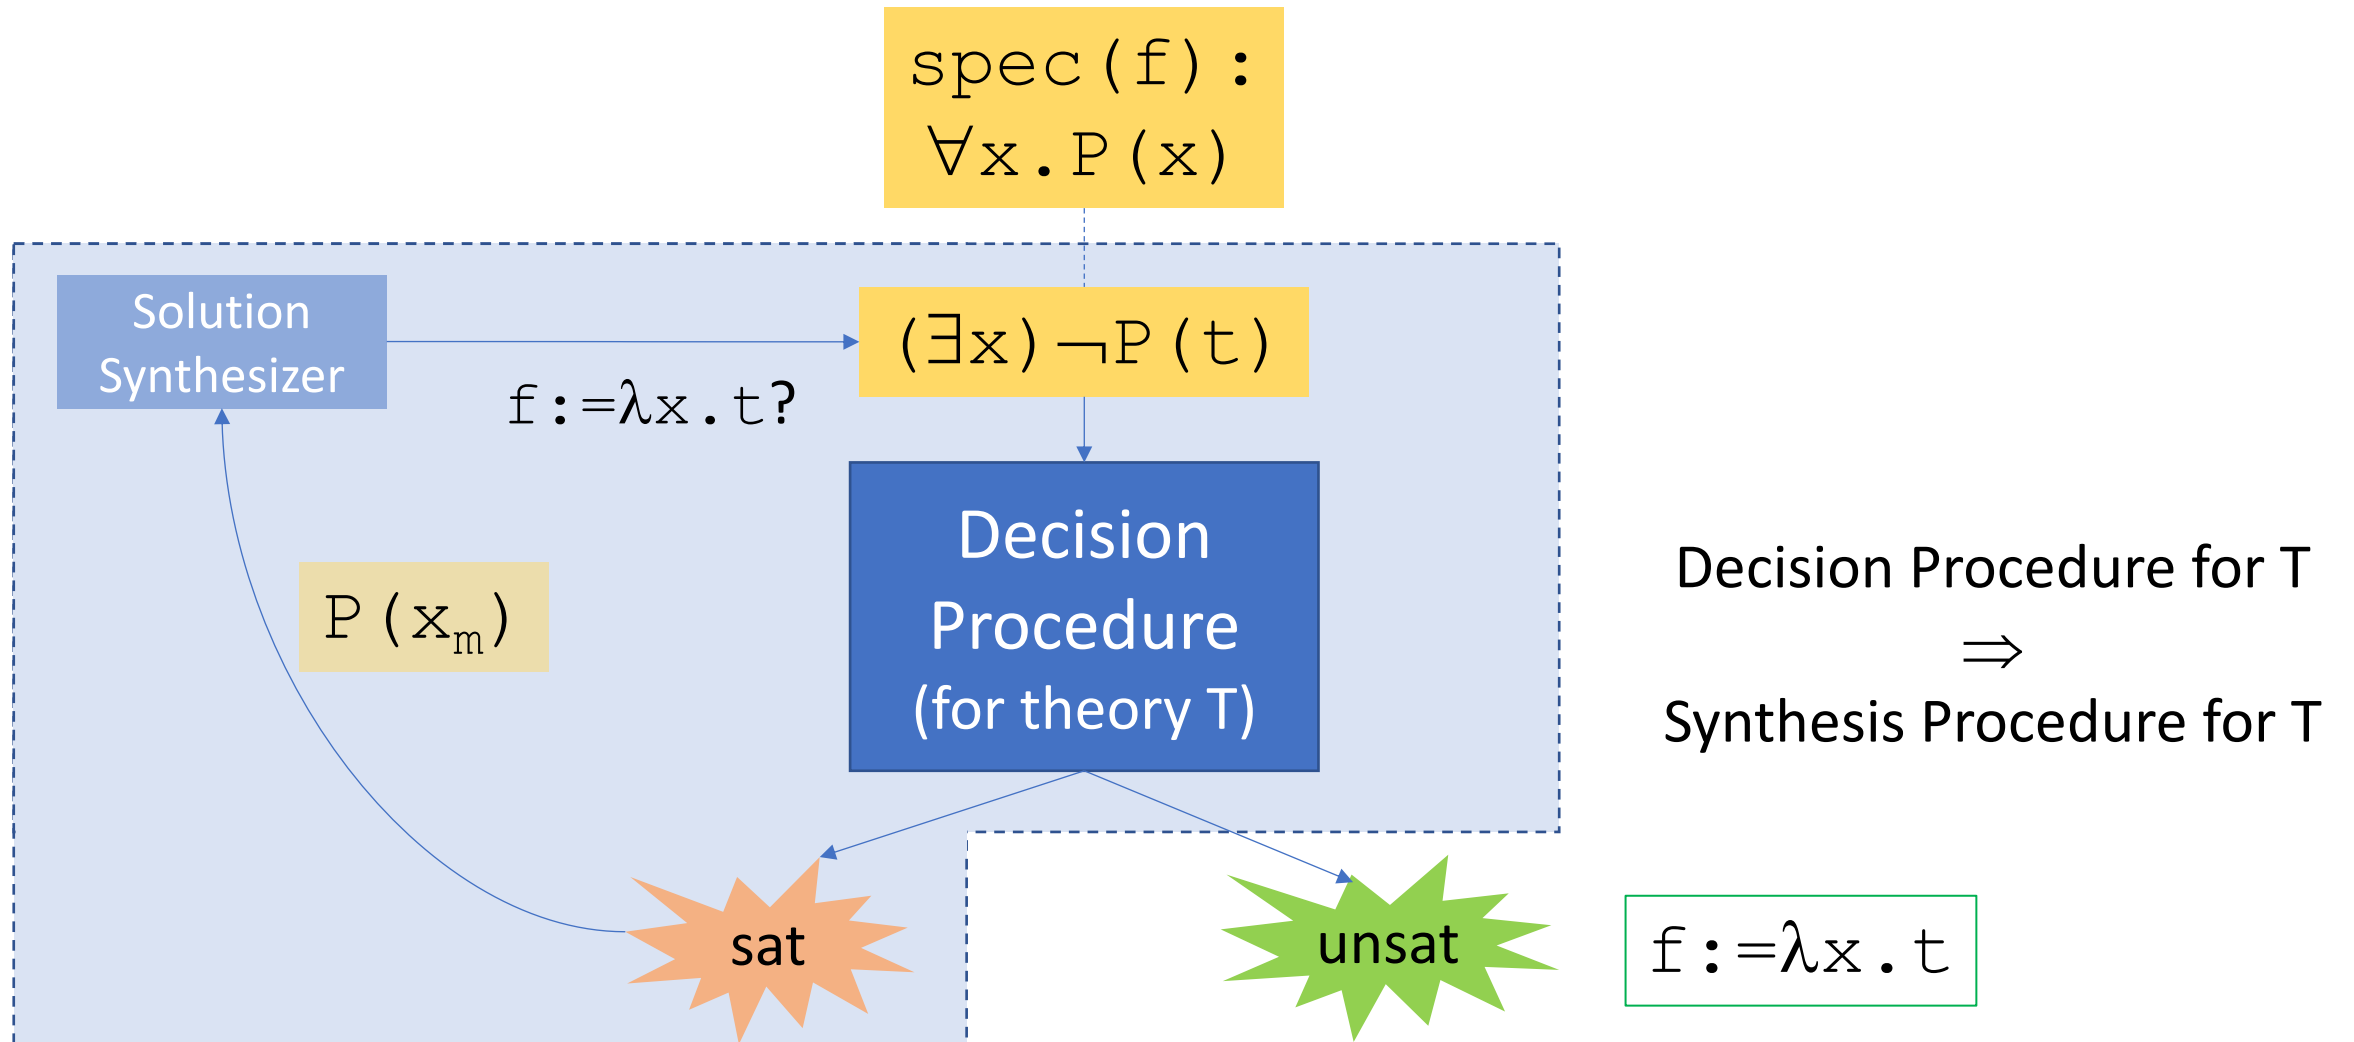 spec(f):
∀x.P(x)
Solution
Synthesizer
(∃x)¬P(t)
f:=λx.t?
Decision
Procedure
(for theory T)
P(xₘ)
Decision Procedure for T
⇒
Synthesis Procedure for T
sat
unsat
f:=λx.t